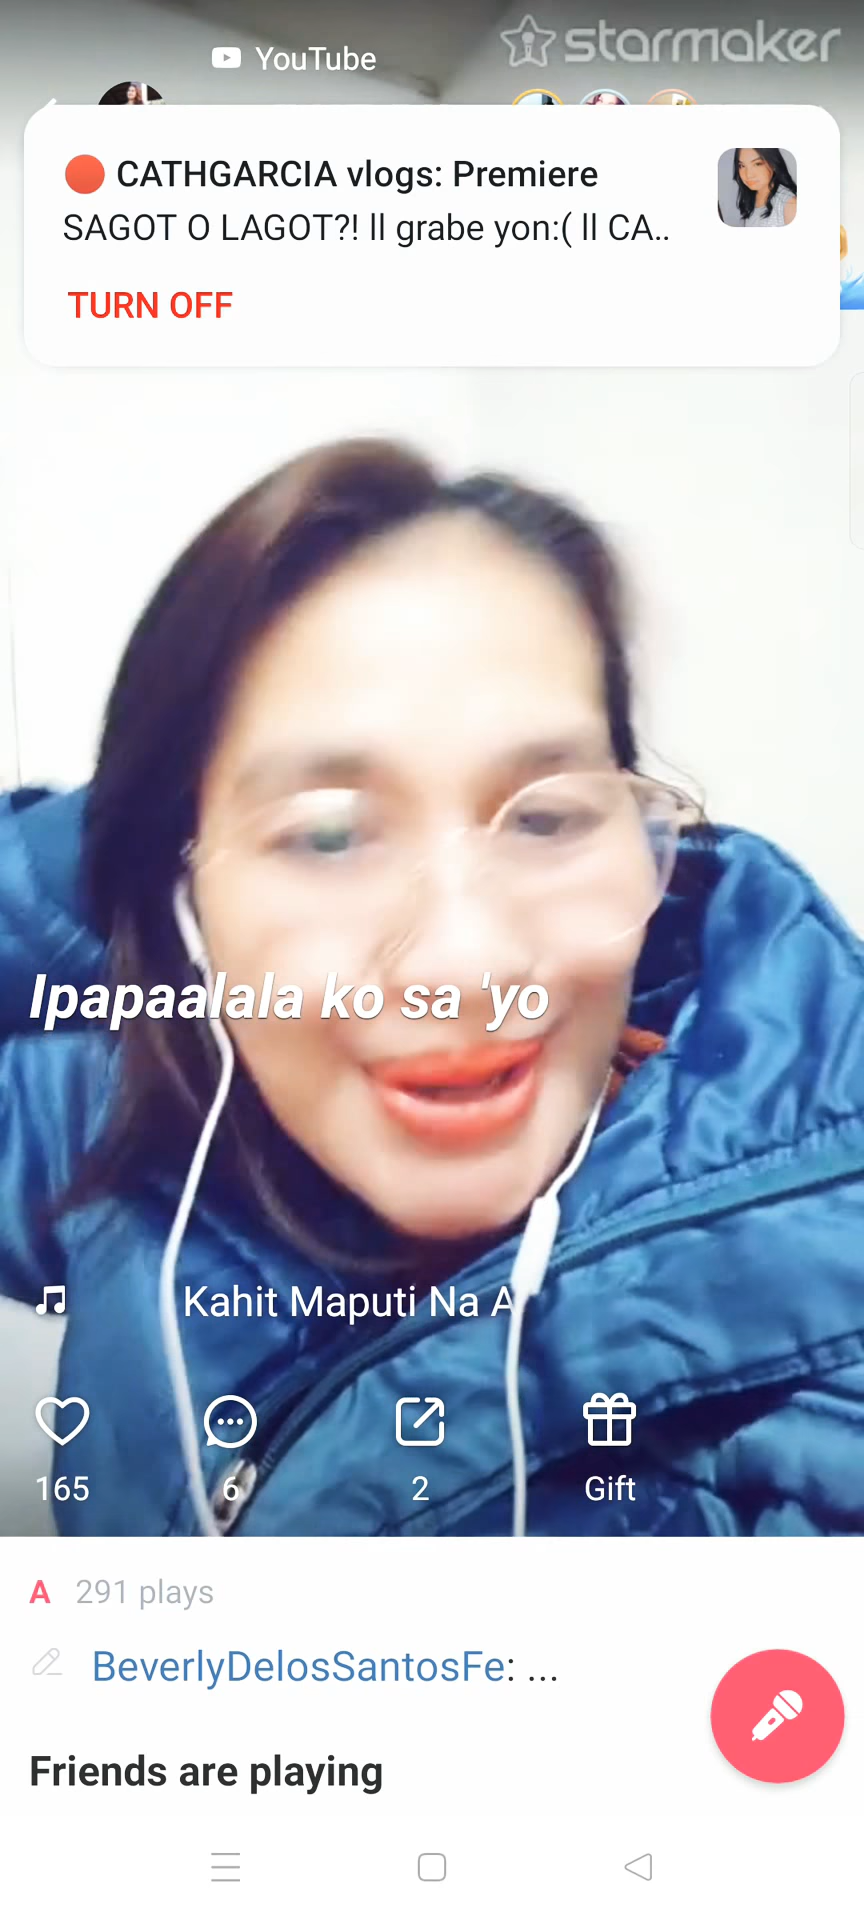 YouTube
starmaker
CATHGARCIA vlogs: Premiere
SAGOT O LAGOT?! ll grabe yon:( ll CA..
TURN OFF
Ipapaalala ko sa 'yo
Kahit Maputi Na A
165
6
2
Gift
A 291 plays
BeverlyDelosSantosFe: ...
Friends are playing